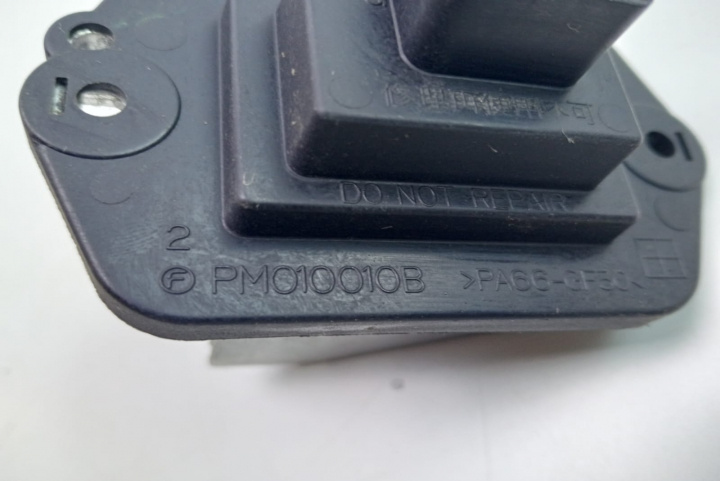 DO NOT REPAIR
2
F PM010010B >PA66-GF30<